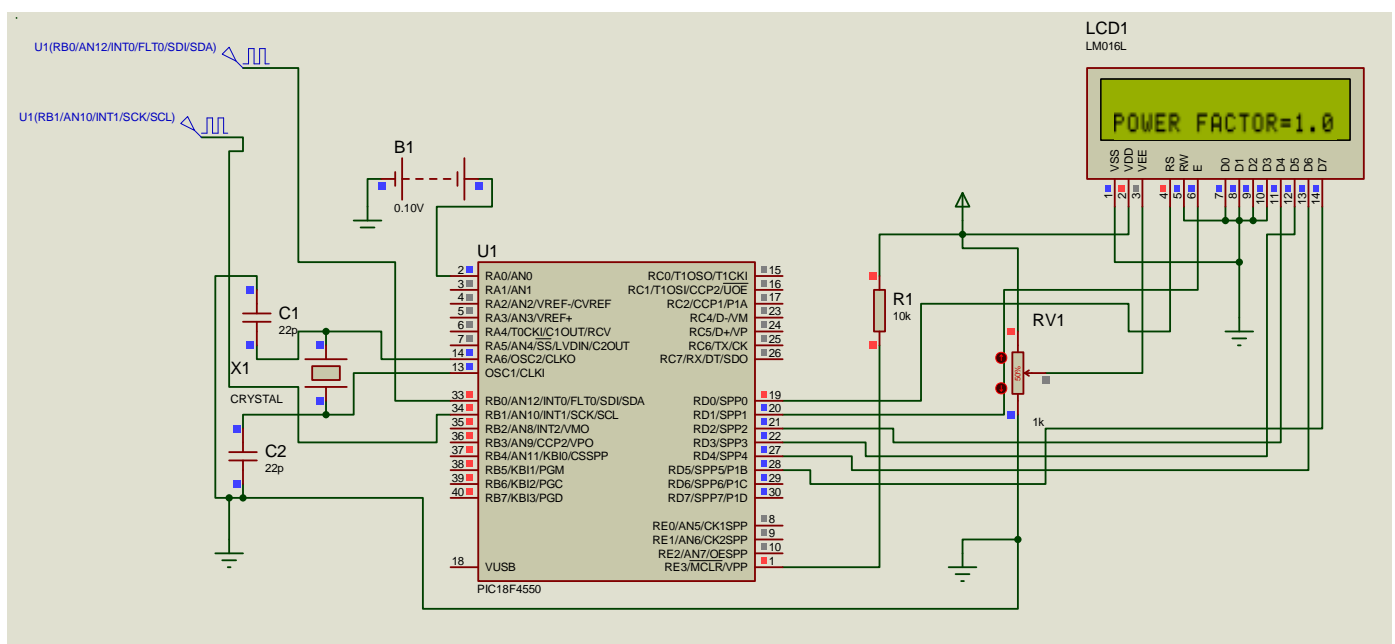 U1(RB0/AN12/INT0/FLT0/SDI/SDA)
U1(RB1/AN10/INT1/SCK/SCL)
B1
0.10V
LCD1
LM016L
POWER FACTOR=1.0
VSS VDD VEE RS RW E D0 D1 D2 D3 D4 D5 D6 D7
1 2 3 4 5 6 7 8 9 10 11 12 13 14
C1
22p
X1
CRYSTAL
C2
22p
R1
10k
RV1
50%
1k
U1
2 RA0/AN0 RC0/T1OSO/T1CKI 15
3 RA1/AN1 RC1/T1OSI/CCP2/UOE 16
4 RA2/AN2/VREF-/CVREF RC2/CCP1/P1A 17
5 RA3/AN3/VREF+ RC4/D-/VM 23
6 RA4/T0CKI/C1OUT/RCV RC5/D+/VP 24
7 RA5/AN4/SS/LVDIN/C2OUT RC6/TX/CK 25
14 RA6/OSC2/CLKO RC7/RX/DT/SDO 26
13 OSC1/CLKI
33 RB0/AN12/INT0/FLT0/SDI/SDA RD0/SPP0 19
34 RB1/AN10/INT1/SCK/SCL RD1/SPP1 20
35 RB2/AN8/INT2/VMO RD2/SPP2 21
36 RB3/AN9/CCP2/VPO RD3/SPP3 22
37 RB4/AN11/KBI0/CSSPP RD4/SPP4 27
38 RB5/KBI1/PGM RD5/SPP5/P1B 28
39 RB6/KBI2/PGC RD6/SPP6/P1C 29
40 RB7/KBI3/PGD RD7/SPP7/P1D 30
RE0/AN5/CK1SPP 8
RE1/AN6/CK2SPP 9
RE2/AN7/OESPP 10
18 VUSB RE3/MCLR/VPP 1
PIC18F4550